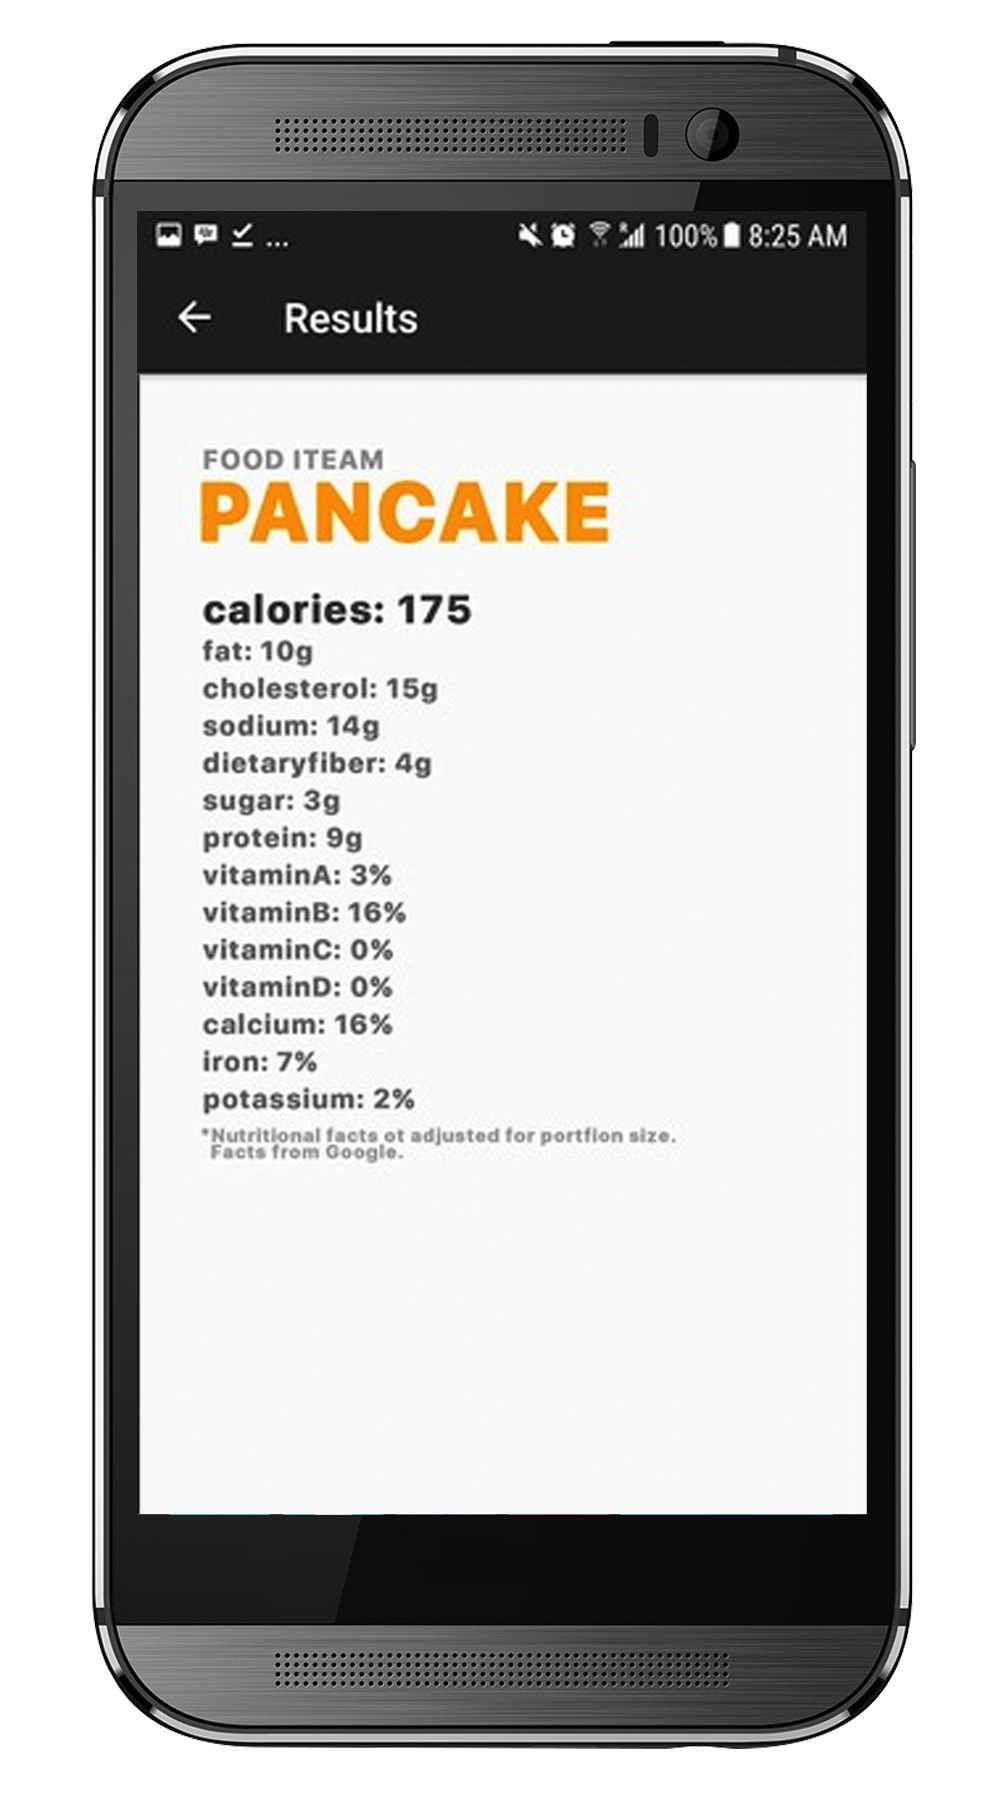 ... 100% 8:25 AM
Results
FOOD ITEAM
PANCAKE
calories: 175
fat: 10g
cholesterol: 15g
sodium: 14g
dietaryfiber: 4g
sugar: 3g
protein: 9g
vitaminA: 3%
vitaminB: 16%
vitaminC: 0%
vitaminD: 0%
calcium: 16%
iron: 7%
potassium: 2%
*Nutritional facts ot adjusted for portfion size.
Facts from Google.